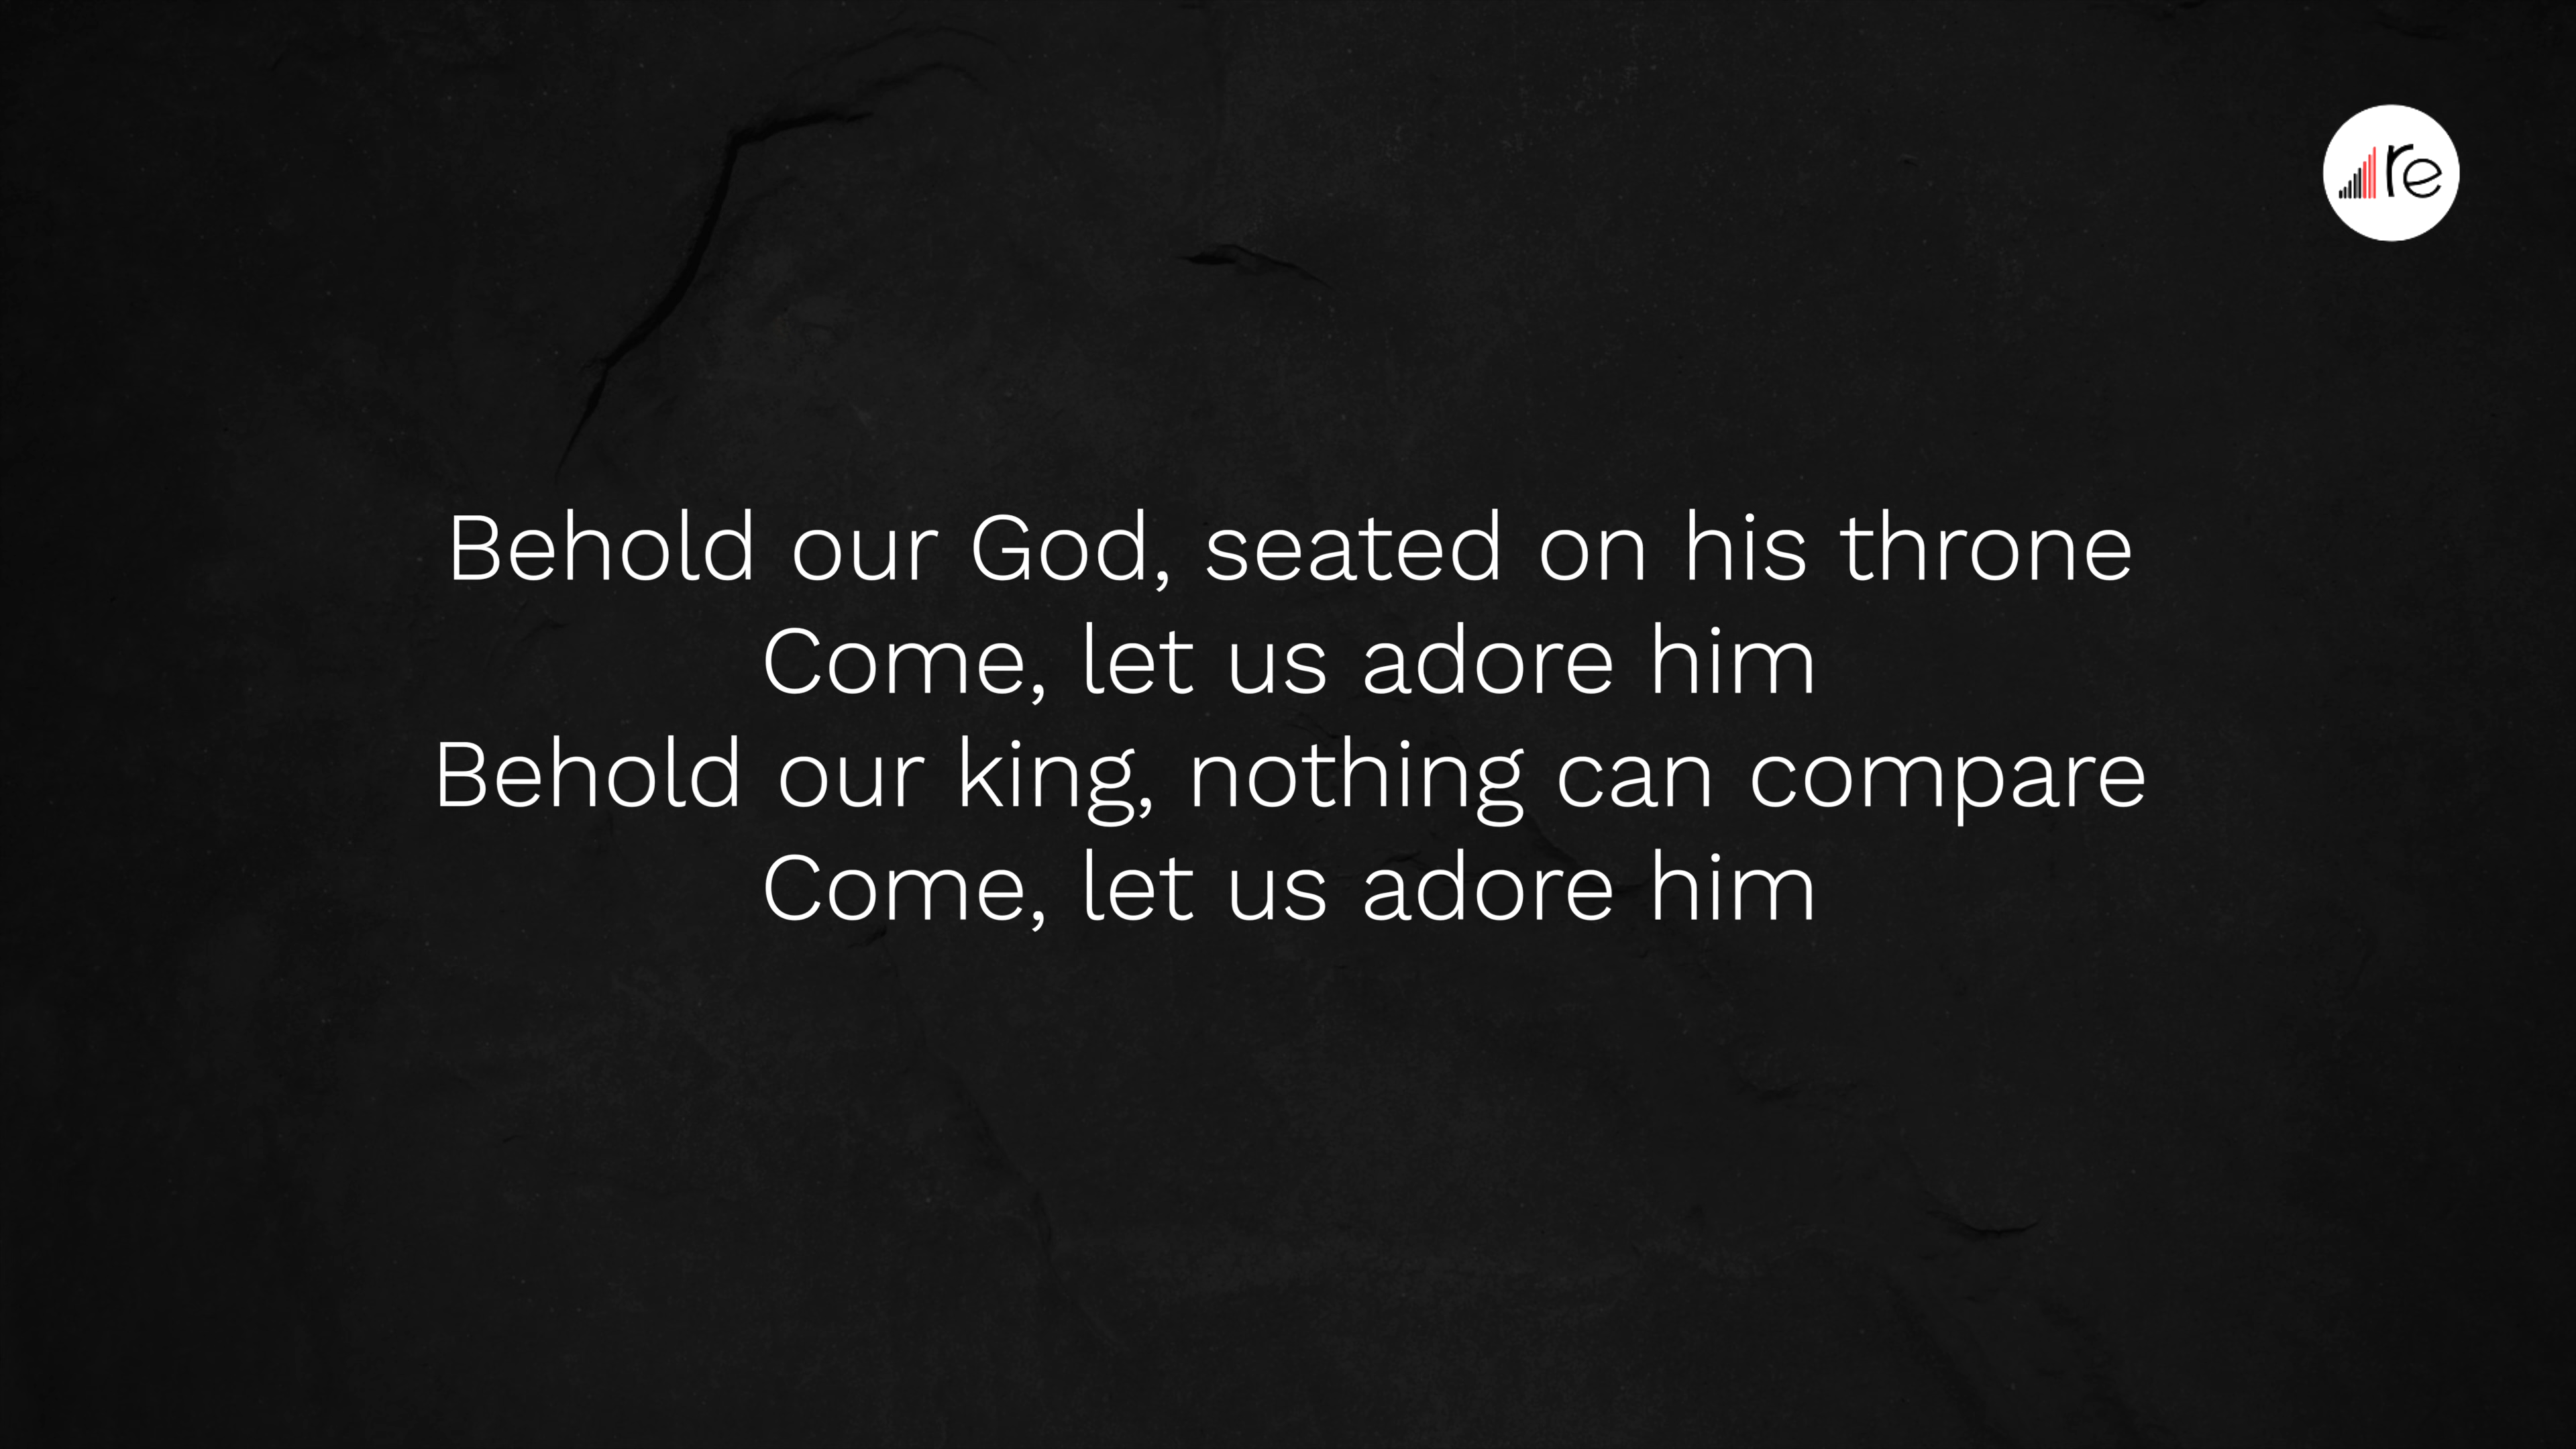 re
Behold our God, seated on his throne
Come, let us adore him
Behold our king, nothing can compare
Come, let us adore him